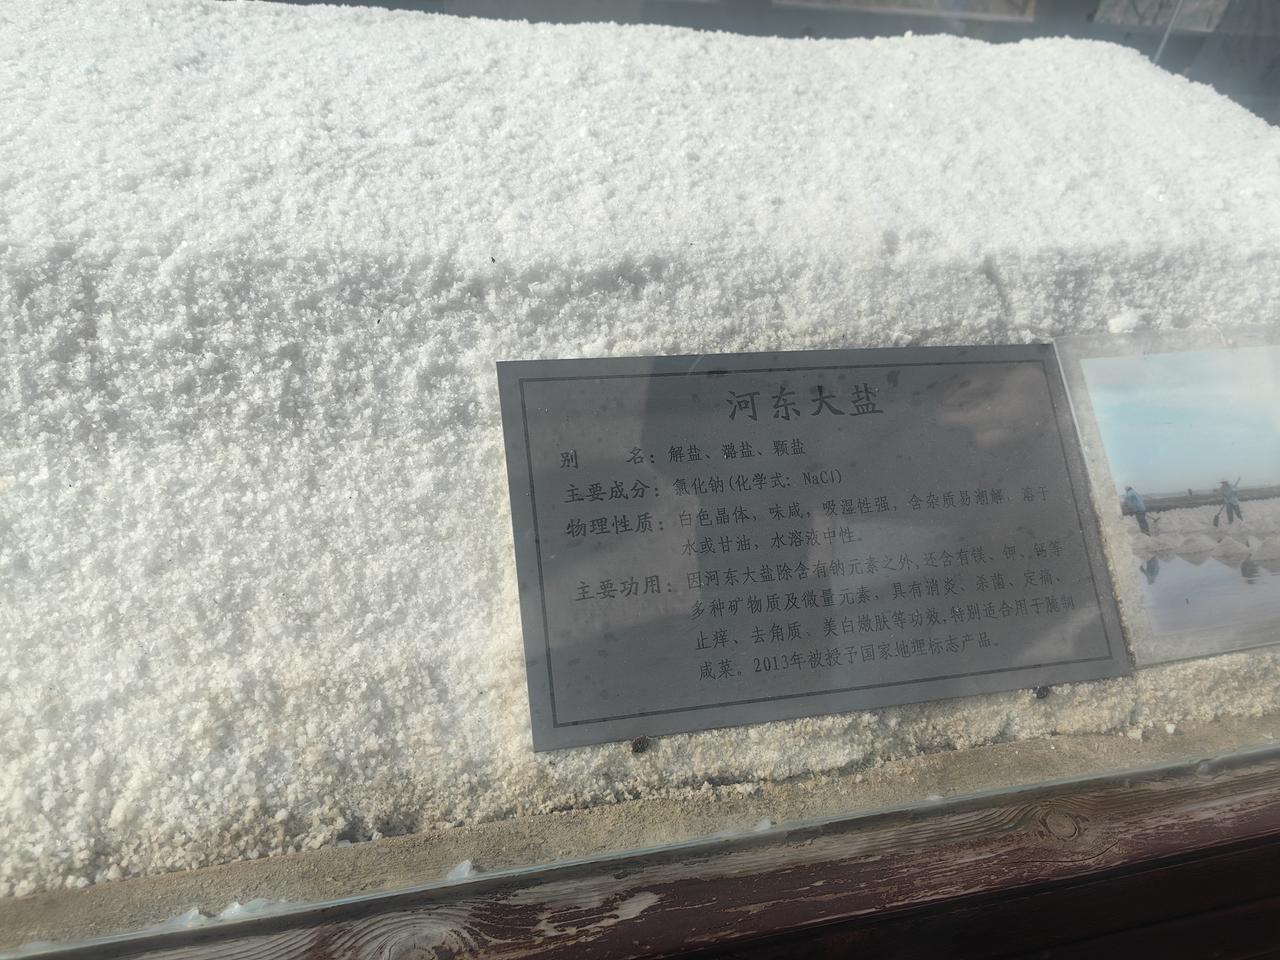 河东大盐
别 名：解盐、潞盐、颗盐
主要成分：氯化钠(化学式：NaCl)
物理性质：白色晶体，味咸，吸湿性强，含杂质易潮解，溶于
水或甘油，水溶液中性。
主要功用：因河东大盐除含有钠元素之外，还含有镁、钾、钙等
多种矿物质及微量元素，具有消炎、杀菌、定痛、
止痒、去角质、美白嫩肤等功效，特别适合用于腌制
咸菜。2013年被授予国家地理标志产品。